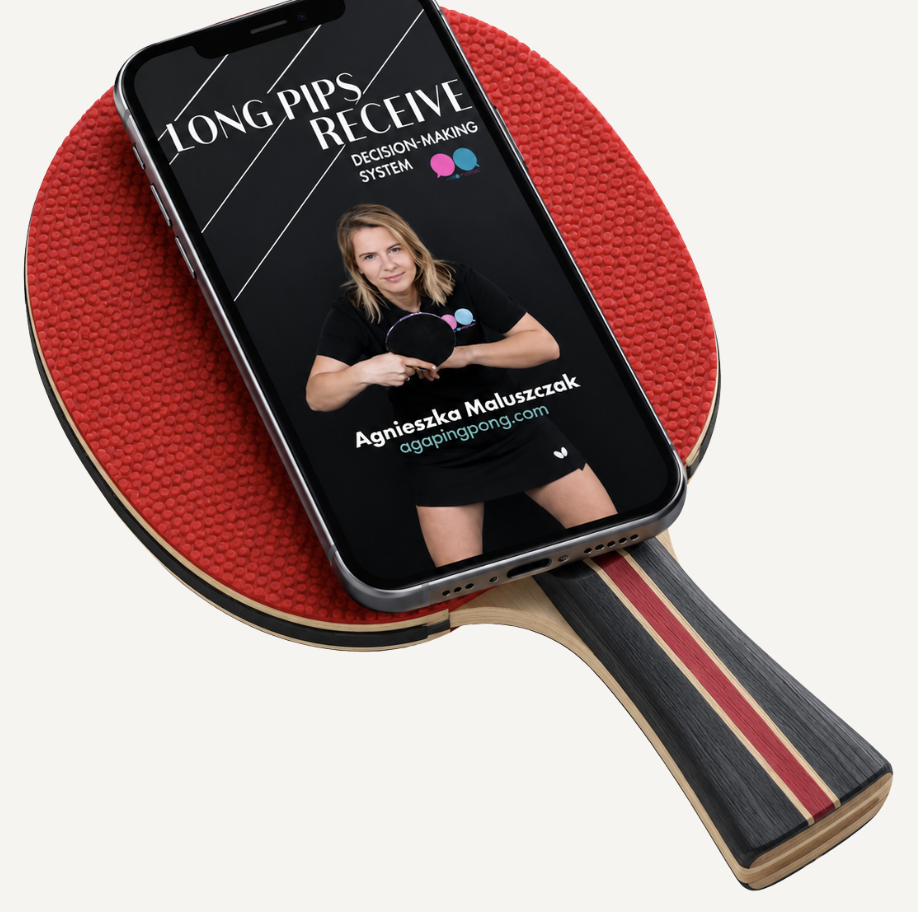 LONG PIPS
RECEIVE
DECISION-MAKING
SYSTEM
Agnieszka Maluszczak
agapingpong.com